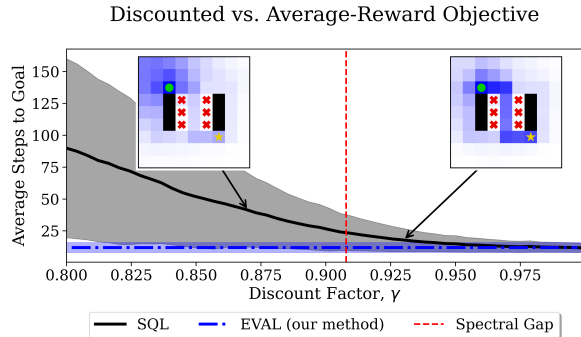 Discounted vs. Average-Reward Objective
Average Steps to Goal
150
125
100
75
50
25
0.800 0.825 0.850 0.875 0.900 0.925 0.950 0.975
Discount Factor, γ
SQL EVAL (our method) Spectral Gap